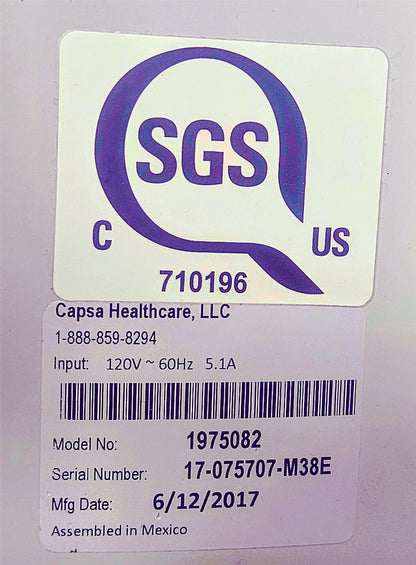 SGS
C US
710196
Capsa Healthcare, LLC
1-888-859-8294
Input: 120V ~ 60Hz 5.1A
Model No: 1975082
Serial Number: 17-075707-M38E
Mfg Date: 6/12/2017
Assembled in Mexico